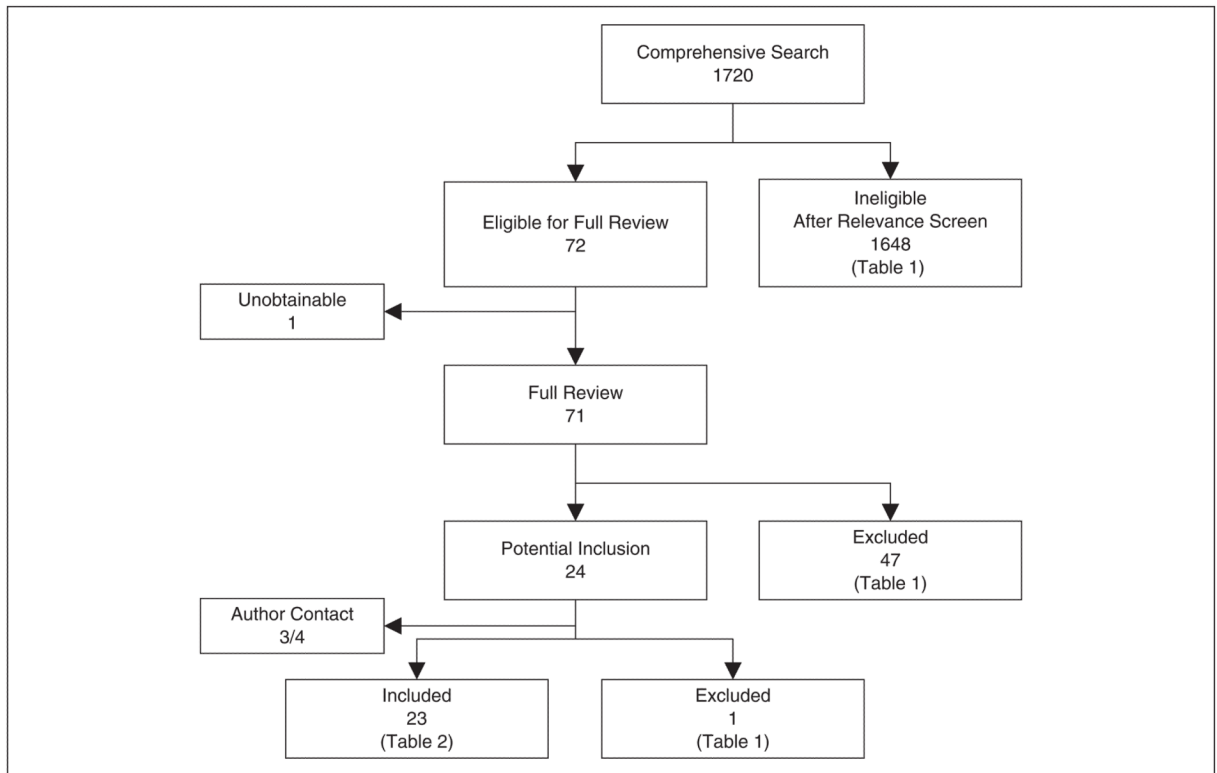 Comprehensive Search
1720
Eligible for Full Review
72
Ineligible
After Relevance Screen
1648
(Table 1)
Unobtainable
1
Full Review
71
Potential Inclusion
24
Excluded
47
(Table 1)
Author Contact
3/4
Included
23
(Table 2)
Excluded
1
(Table 1)